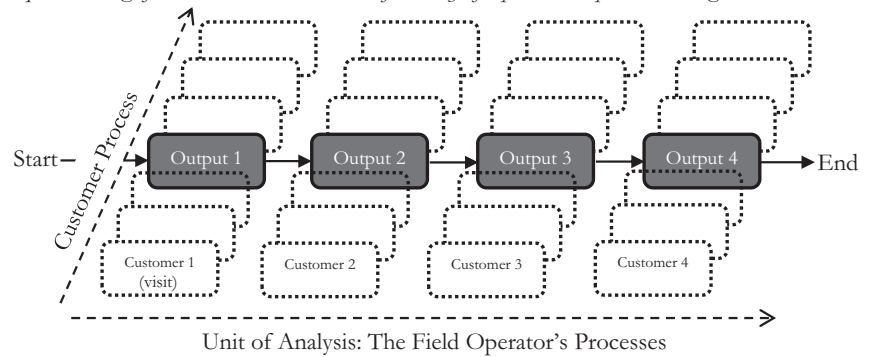 Customer Process
Start
Output 1
Output 2
Output 3
Output 4
End
Customer 1
(visit)
Customer 2
Customer 3
Customer 4
Unit of Analysis: The Field Operator's Processes